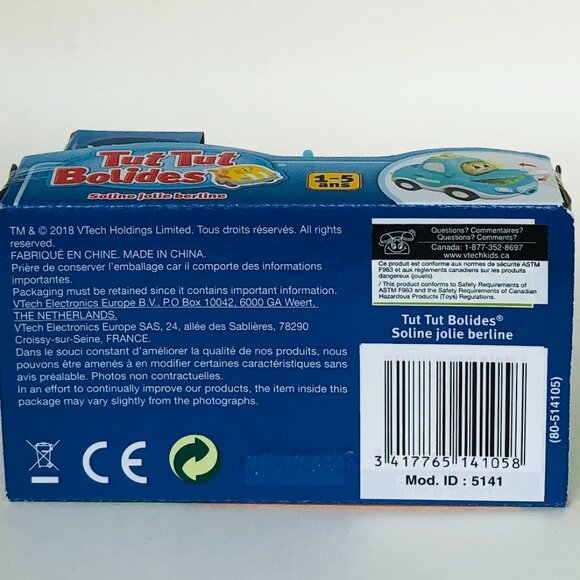 Tut Tut
Bolides
Soline jolie berline
1-5
ans
TM & © 2018 VTech Holdings Limited. Tous droits réservés. All rights
reserved.
FABRIQUÉ EN CHINE. MADE IN CHINA.
Prière de conserver l'emballage car il comporte des informations
importantes.
Packaging must be retained since it contains important information.
VTech Electronics Europe B.V., P.O Box 10042, 6000 GA Weert,
THE NETHERLANDS.
VTech Electronics Europe SAS, 24, allée des Sablières, 78290
Croissy-sur-Seine, FRANCE.
Dans le souci constant d'améliorer la qualité de nos produits, nous
pouvons être amenés à en modifier certaines caractéristiques sans
avis préalable. Photos non contractuelles.
In an effort to continually improve our products, the item inside this
package may vary slightly from the photographs.
CE
Questions? Commentaires?
Questions? Comments?
Canada: 1-877-352-8697
www.vtechkids.ca
Ce produit est conforme aux normes de sécurité ASTM
F963 et aux règlements canadiens sur les produits
dangereux (jouets).
/ This product conforms to Safety Requirements of
ASTM F963 and the Safety Requirements of Canadian
Hazardous Products (Toys) Regulations.
Tut Tut Bolides®
Soline jolie berline
3 417765 141058
Mod. ID : 5141
(80-514105)